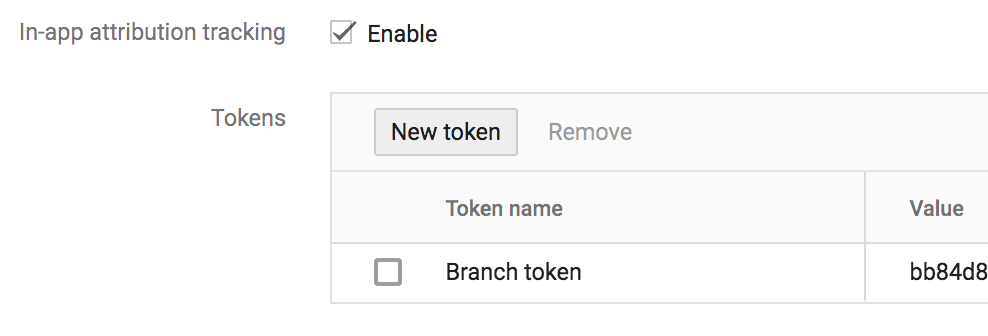 In-app attribution tracking Enable
Tokens New token Remove
Token name Value
Branch token bb84d8